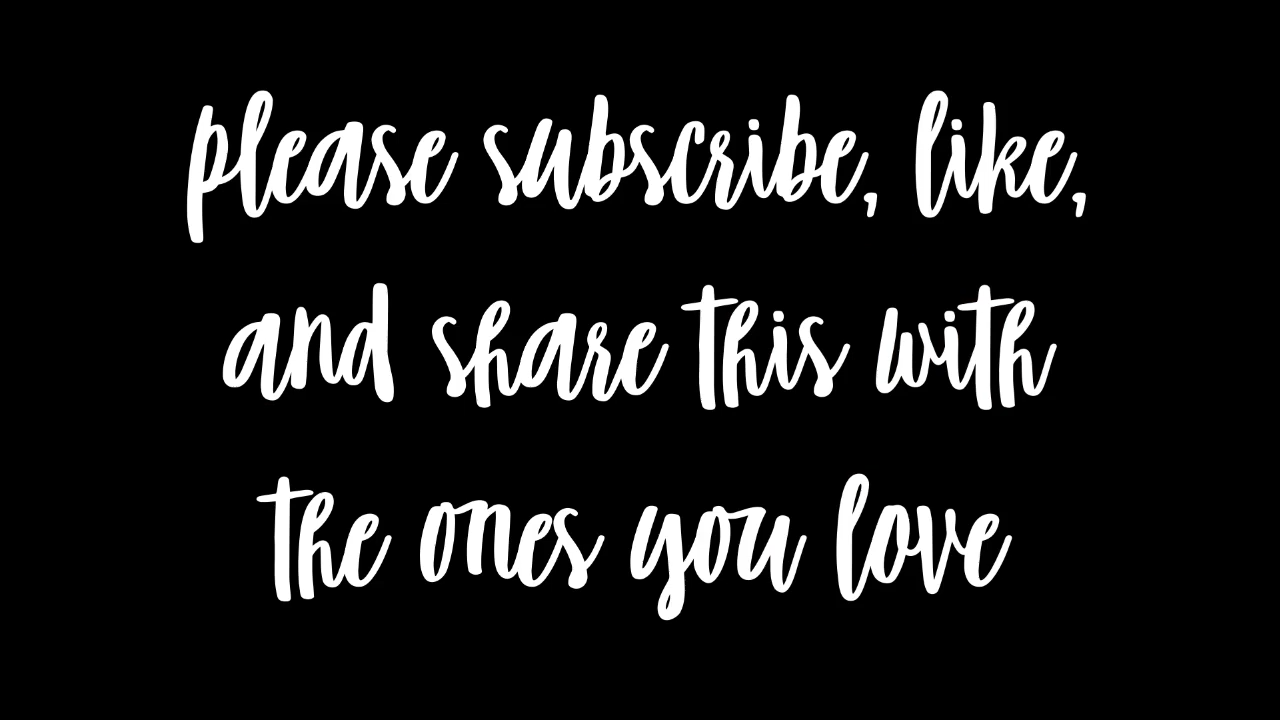 please subscribe, like,
and share this with
the ones you love